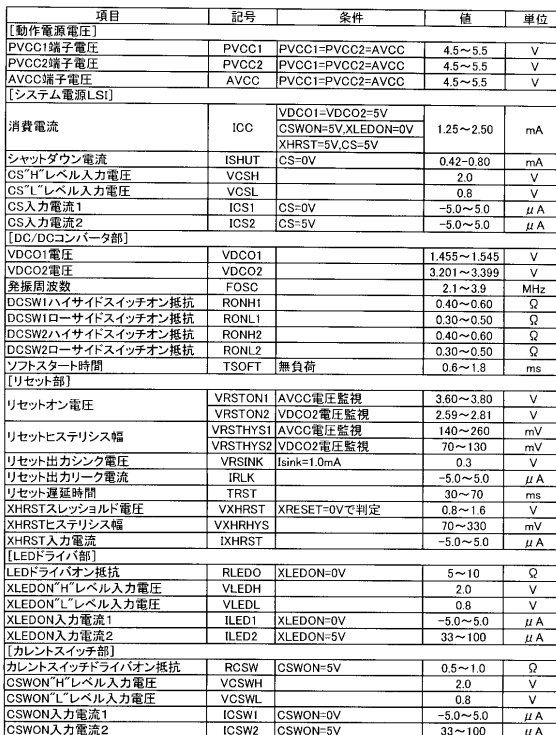 項目 記号 条件 値 単位
[動作電源電圧]
PVCC1端子電圧 PVCC1 PVCC1=PVCC2=AVCC 4.5～5.5 V
PVCC2端子電圧 PVCC2 PVCC1=PVCC2=AVCC 4.5～5.5 V
AVCC端子電圧 AVCC PVCC1=PVCC2=AVCC 4.5～5.5 V
[システム電源LSI]
消費電流 ICC VDCO1=VDCO2=5V 1.25～2.50 mA
CSWON=5V,XLEDON=0V
XHRST=5V,CS=5V
シャットダウン電流 ISHUT CS=0V 0.42-0.80 mA
CS"H"レベル入力電圧 VCSH 2.0 V
CS"L"レベル入力電圧 VCSL 0.8 V
CS入力電流1 ICS1 CS=0V -5.0～5.0 μA
CS入力電流2 ICS2 CS=5V -5.0～5.0 μA
[DC/DCコンバータ部]
VDCO1電圧 VDCO1 1.455～1.545 V
VDCO2電圧 VDCO2 3.201～3.399 V
発振周波数 FOSC 2.1～3.9 MHz
DCSW1ハイサイドスイッチオン抵抗 RONH1 0.40～0.60 Ω
DCSW1ローサイドスイッチオン抵抗 RONL1 0.30～0.50 Ω
DCSW2ハイサイドスイッチオン抵抗 RONH2 0.40～0.60 Ω
DCSW2ローサイドスイッチオン抵抗 RONL2 0.30～0.50 Ω
ソフトスタート時間 TSOFT 無負荷 0.6～1.8 ms
[リセット部]
リセットオン電圧 VRSTON1 AVCC電圧監視 3.60～3.80 V
VRSTON2 VDCO2電圧監視 2.59～2.81 V
リセットヒステリシス幅 VRSTHYS1 AVCC電圧監視 140～260 mV
VRSTHYS2 VDCO2電圧監視 70～130 mV
リセット出力シンク電圧 VRSINK Isink=1.0mA 0.3 V
リセット出力リーク電流 IRLK -5.0～5.0 μA
リセット遅延時間 TRST 30～70 ms
XHRSTスレッショルド電圧 VXHRST XRESET=0Vで判定 0.8～1.6 V
XHRSTヒステリシス幅 VXHRHYS 70～330 mV
XHRST入力電流 IXHRST -5.0～5.0 μA
[LEDドライバ部]
LEDドライバオン抵抗 RLEDO XLEDON=0V 5～10 Ω
XLEDON"H"レベル入力電圧 VLEDH 2.0 V
XLEDON"L"レベル入力電圧 VLEDL 0.8 V
XLEDON入力電流1 ILED1 XLEDON=0V -5.0～5.0 μA
XLEDON入力電流2 ILED2 XLEDON=5V 33～100 μA
[カレントスイッチ部]
カレントスイッチドライバオン抵抗 RCSW CSWON=5V 0.5～1.0 Ω
CSWON"H"レベル入力電圧 VCSWH 2.0 V
CSWON"L"レベル入力電圧 VCSWL 0.8 V
CSWON入力電流1 ICSW1 CSWON=0V -5.0～5.0 μA
CSWON入力電流2 ICSW2 CSWON=5V 33～100 μA